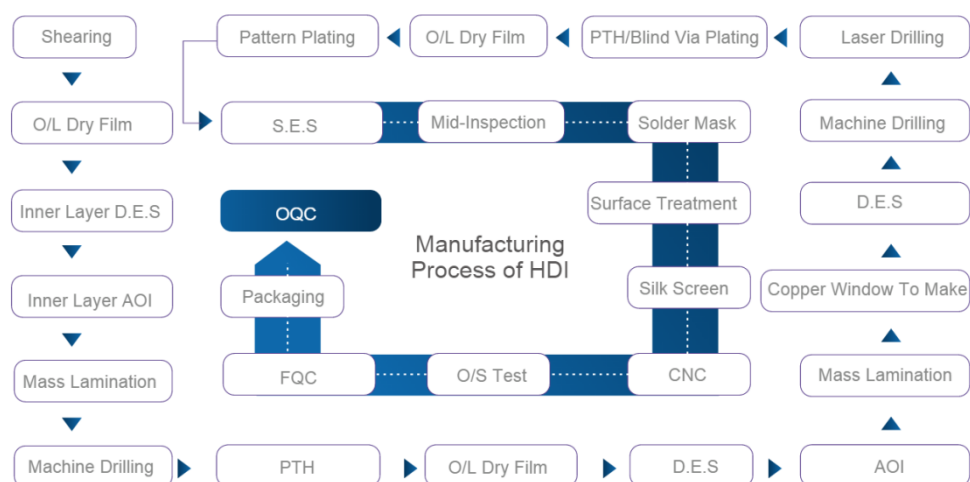 Shearing
Pattern Plating
O/L Dry Film
PTH/Blind Via Plating
Laser Drilling
O/L Dry Film
S.E.S
Mid-Inspection
Solder Mask
Machine Drilling
Inner Layer D.E.S
OQC
Surface Treatment
D.E.S
Manufacturing
Process of HDI
Inner Layer AOI
Packaging
Silk Screen
Copper Window To Make
Mass Lamination
FQC
O/S Test
CNC
Mass Lamination
Machine Drilling
PTH
O/L Dry Film
D.E.S
AOI